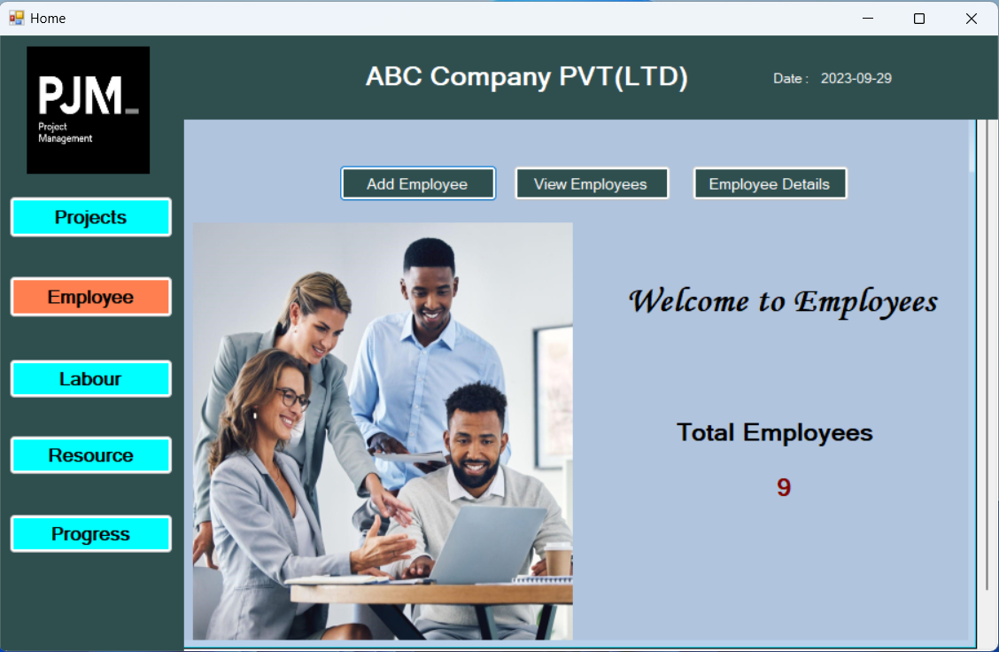 Home
PJM_
Project
Management
ABC Company PVT(LTD)
Date : 2023-09-29
Projects
Employee
Labour
Resource
Progress
Add Employee
View Employees
Employee Details
Welcome to Employees
Total Employees
9